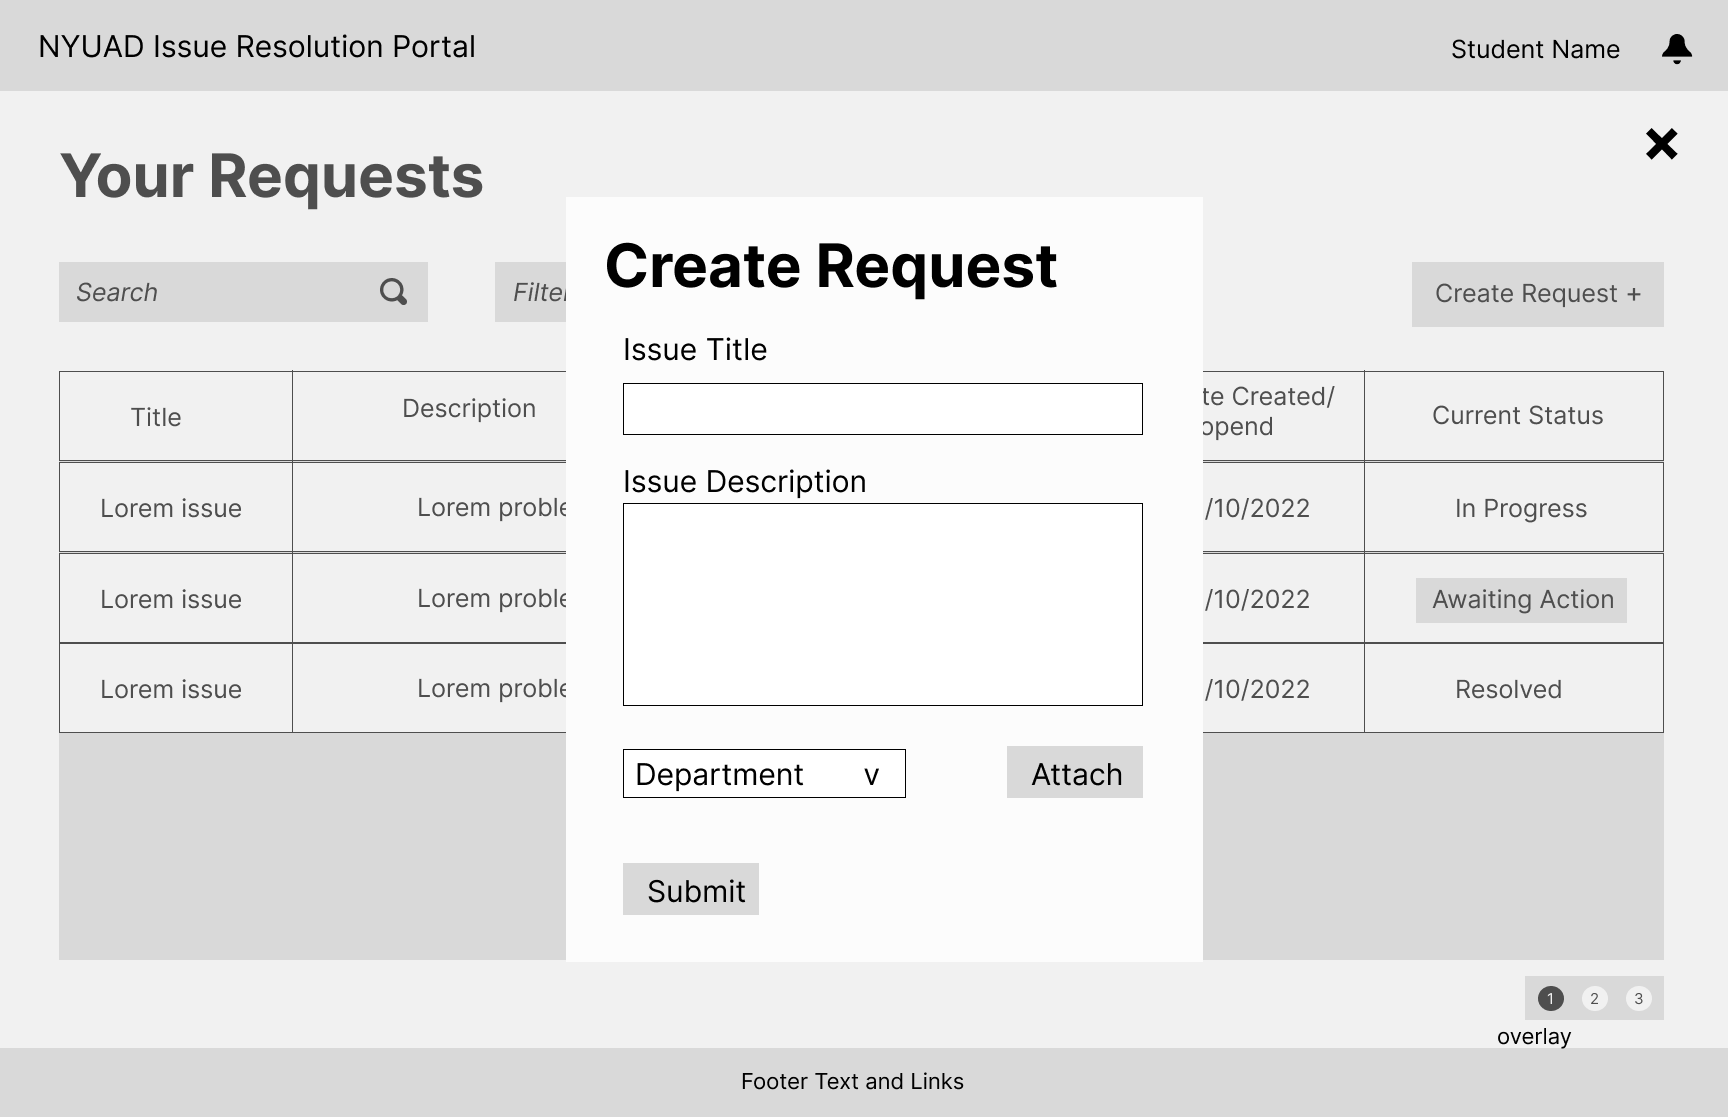 NYUAD Issue Resolution Portal
Student Name
Your Requests
Search
Filter
Create Request +
Title
Description
te Created/
opend
Current Status
Lorem issue
Lorem proble
/10/2022
In Progress
Lorem issue
Lorem proble
/10/2022
Awaiting Action
Lorem issue
Lorem proble
/10/2022
Resolved
Create Request
Issue Title
Issue Description
Department v
Attach
Submit
1 2 3
overlay
Footer Text and Links